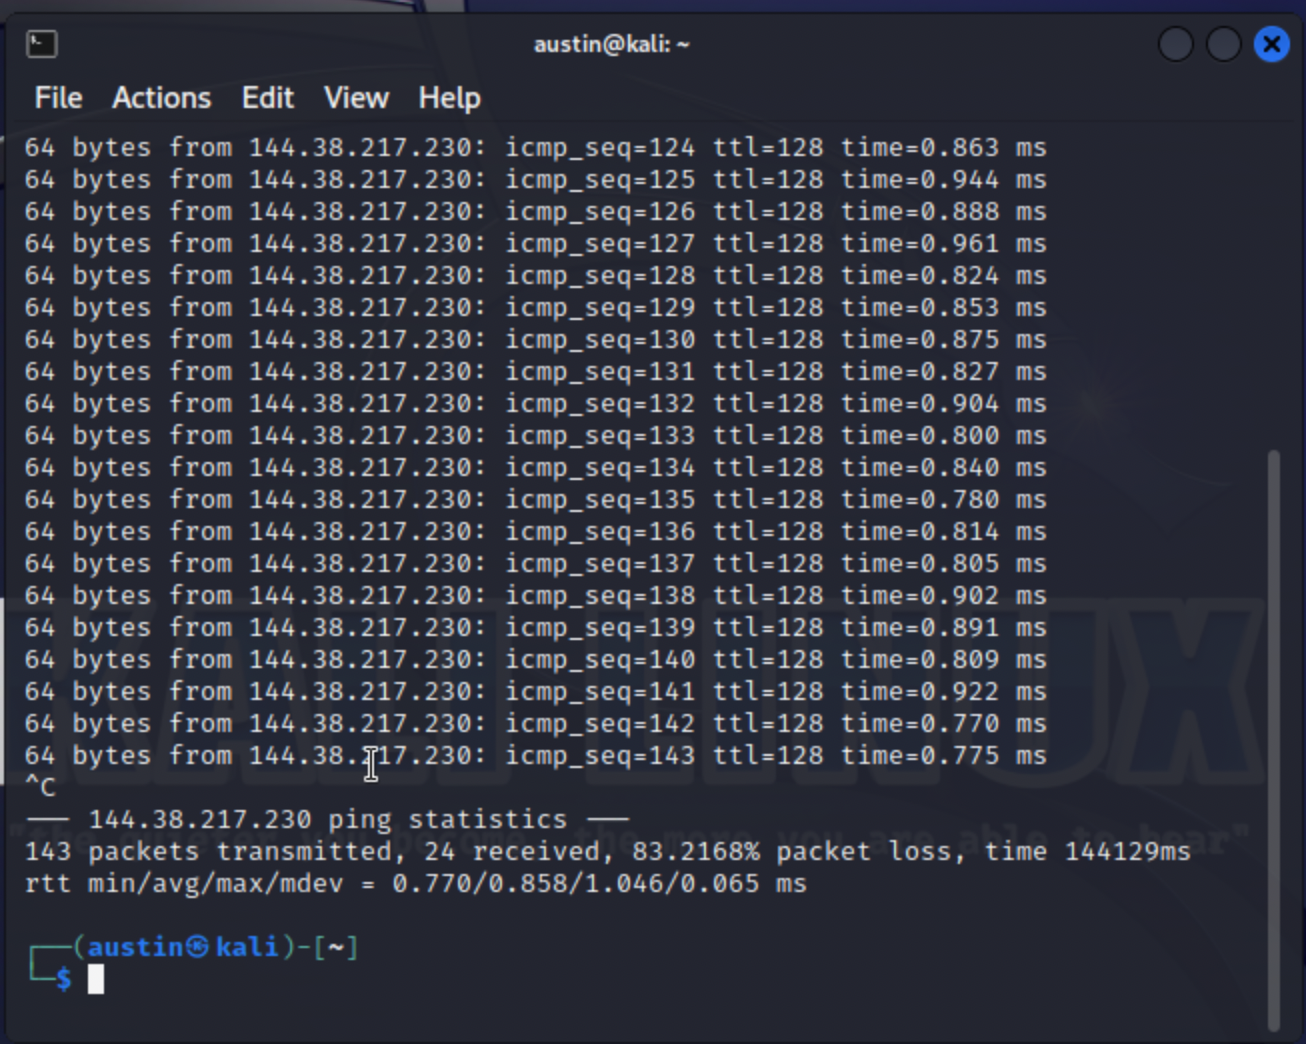 austin@kali: ~
File Actions Edit View Help
64 bytes from 144.38.217.230: icmp_seq=124 ttl=128 time=0.863 ms
64 bytes from 144.38.217.230: icmp_seq=125 ttl=128 time=0.944 ms
64 bytes from 144.38.217.230: icmp_seq=126 ttl=128 time=0.888 ms
64 bytes from 144.38.217.230: icmp_seq=127 ttl=128 time=0.961 ms
64 bytes from 144.38.217.230: icmp_seq=128 ttl=128 time=0.824 ms
64 bytes from 144.38.217.230: icmp_seq=129 ttl=128 time=0.853 ms
64 bytes from 144.38.217.230: icmp_seq=130 ttl=128 time=0.875 ms
64 bytes from 144.38.217.230: icmp_seq=131 ttl=128 time=0.827 ms
64 bytes from 144.38.217.230: icmp_seq=132 ttl=128 time=0.904 ms
64 bytes from 144.38.217.230: icmp_seq=133 ttl=128 time=0.800 ms
64 bytes from 144.38.217.230: icmp_seq=134 ttl=128 time=0.840 ms
64 bytes from 144.38.217.230: icmp_seq=135 ttl=128 time=0.780 ms
64 bytes from 144.38.217.230: icmp_seq=136 ttl=128 time=0.814 ms
64 bytes from 144.38.217.230: icmp_seq=137 ttl=128 time=0.805 ms
64 bytes from 144.38.217.230: icmp_seq=138 ttl=128 time=0.902 ms
64 bytes from 144.38.217.230: icmp_seq=139 ttl=128 time=0.891 ms
64 bytes from 144.38.217.230: icmp_seq=140 ttl=128 time=0.809 ms
64 bytes from 144.38.217.230: icmp_seq=141 ttl=128 time=0.922 ms
64 bytes from 144.38.217.230: icmp_seq=142 ttl=128 time=0.770 ms
64 bytes from 144.38.217.230: icmp_seq=143 ttl=128 time=0.775 ms
^C
--- 144.38.217.230 ping statistics ---
143 packets transmitted, 24 received, 83.2168% packet loss, time 144129ms
rtt min/avg/max/mdev = 0.770/0.858/1.046/0.065 ms
┌──(austin㉿kali)-[~]
└─$
KALI LINUX
"the quieter you become, the more you are able to hear"